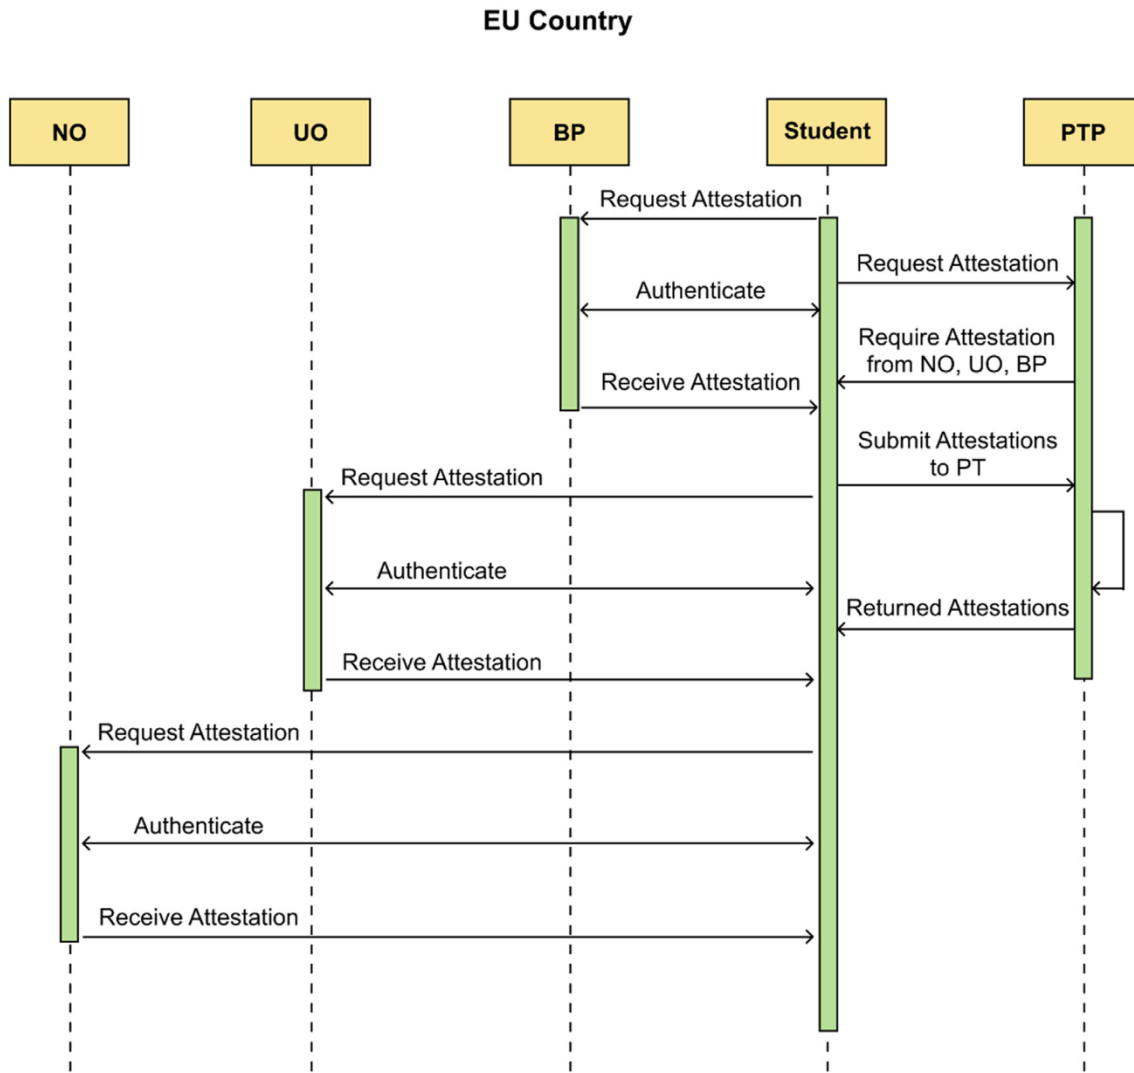 EU Country
NO
UO
BP
Student
PTP
Request Attestation
Request Attestation
Authenticate
Require Attestation
from NO, UO, BP
Receive Attestation
Submit Attestations
to PT
Request Attestation
Authenticate
Returned Attestations
Receive Attestation
Request Attestation
Authenticate
Receive Attestation